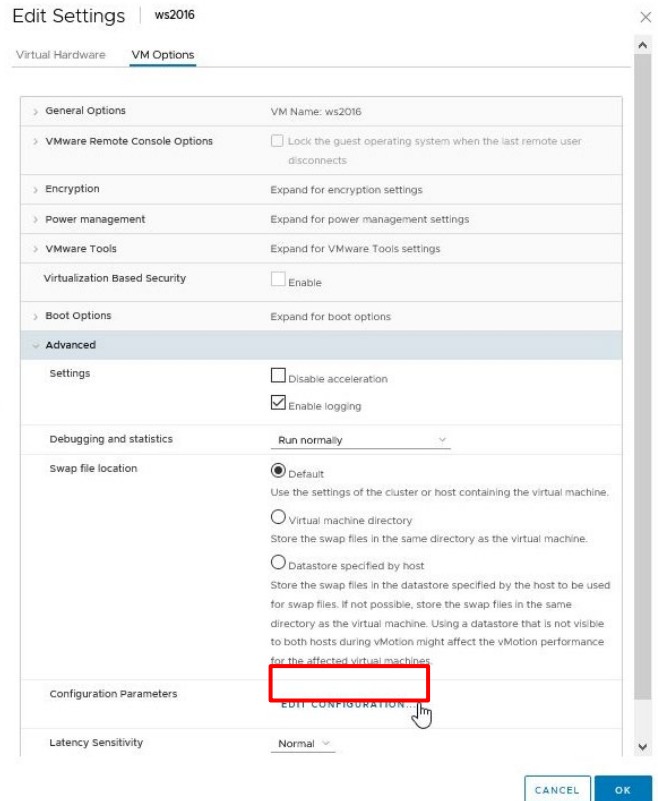 Edit Settings | ws2016
Virtual Hardware VM Options
General Options VM Name: ws2016
VMware Remote Console Options Lock the guest operating system when the last remote user
disconnects
Encryption Expand for encryption settings
Power management Expand for power management settings
VMware Tools Expand for VMware Tools settings
Virtualization Based Security Enable
Boot Options Expand for boot options
Advanced
Settings Disable acceleration
Enable logging
Debugging and statistics Run normally
Swap file location Default
Use the settings of the cluster or host containing the virtual machine.
Virtual machine directory
Store the swap files in the same directory as the virtual machine.
Datastore specified by host
Store the swap files in the datastore specified by the host to be used
for swap files. If not possible, store the swap files in the same
directory as the virtual machine. Using a datastore that is not visible
to both hosts during vMotion might affect the vMotion performance
for the affected virtual machines.
Configuration Parameters EDIT CONFIGURATION...
Latency Sensitivity Normal
CANCEL OK